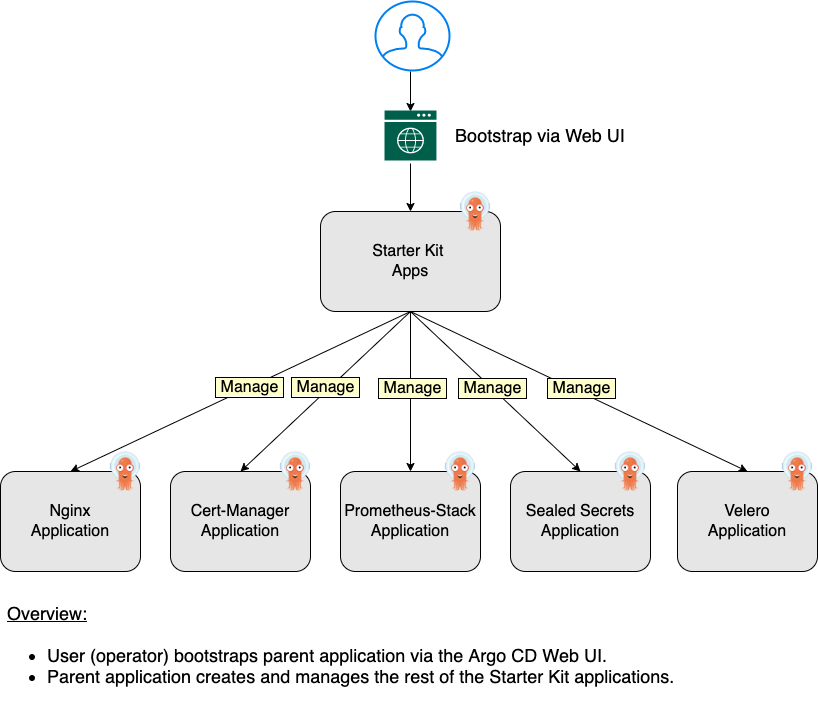 Bootstrap via Web UI
Starter Kit
Apps
Manage
Manage
Manage
Manage
Manage
Nginx
Application
Cert-Manager
Application
Prometheus-Stack
Application
Sealed Secrets
Application
Velero
Application
Overview:
User (operator) bootstraps parent application via the Argo CD Web UI.
Parent application creates and manages the rest of the Starter Kit applications.